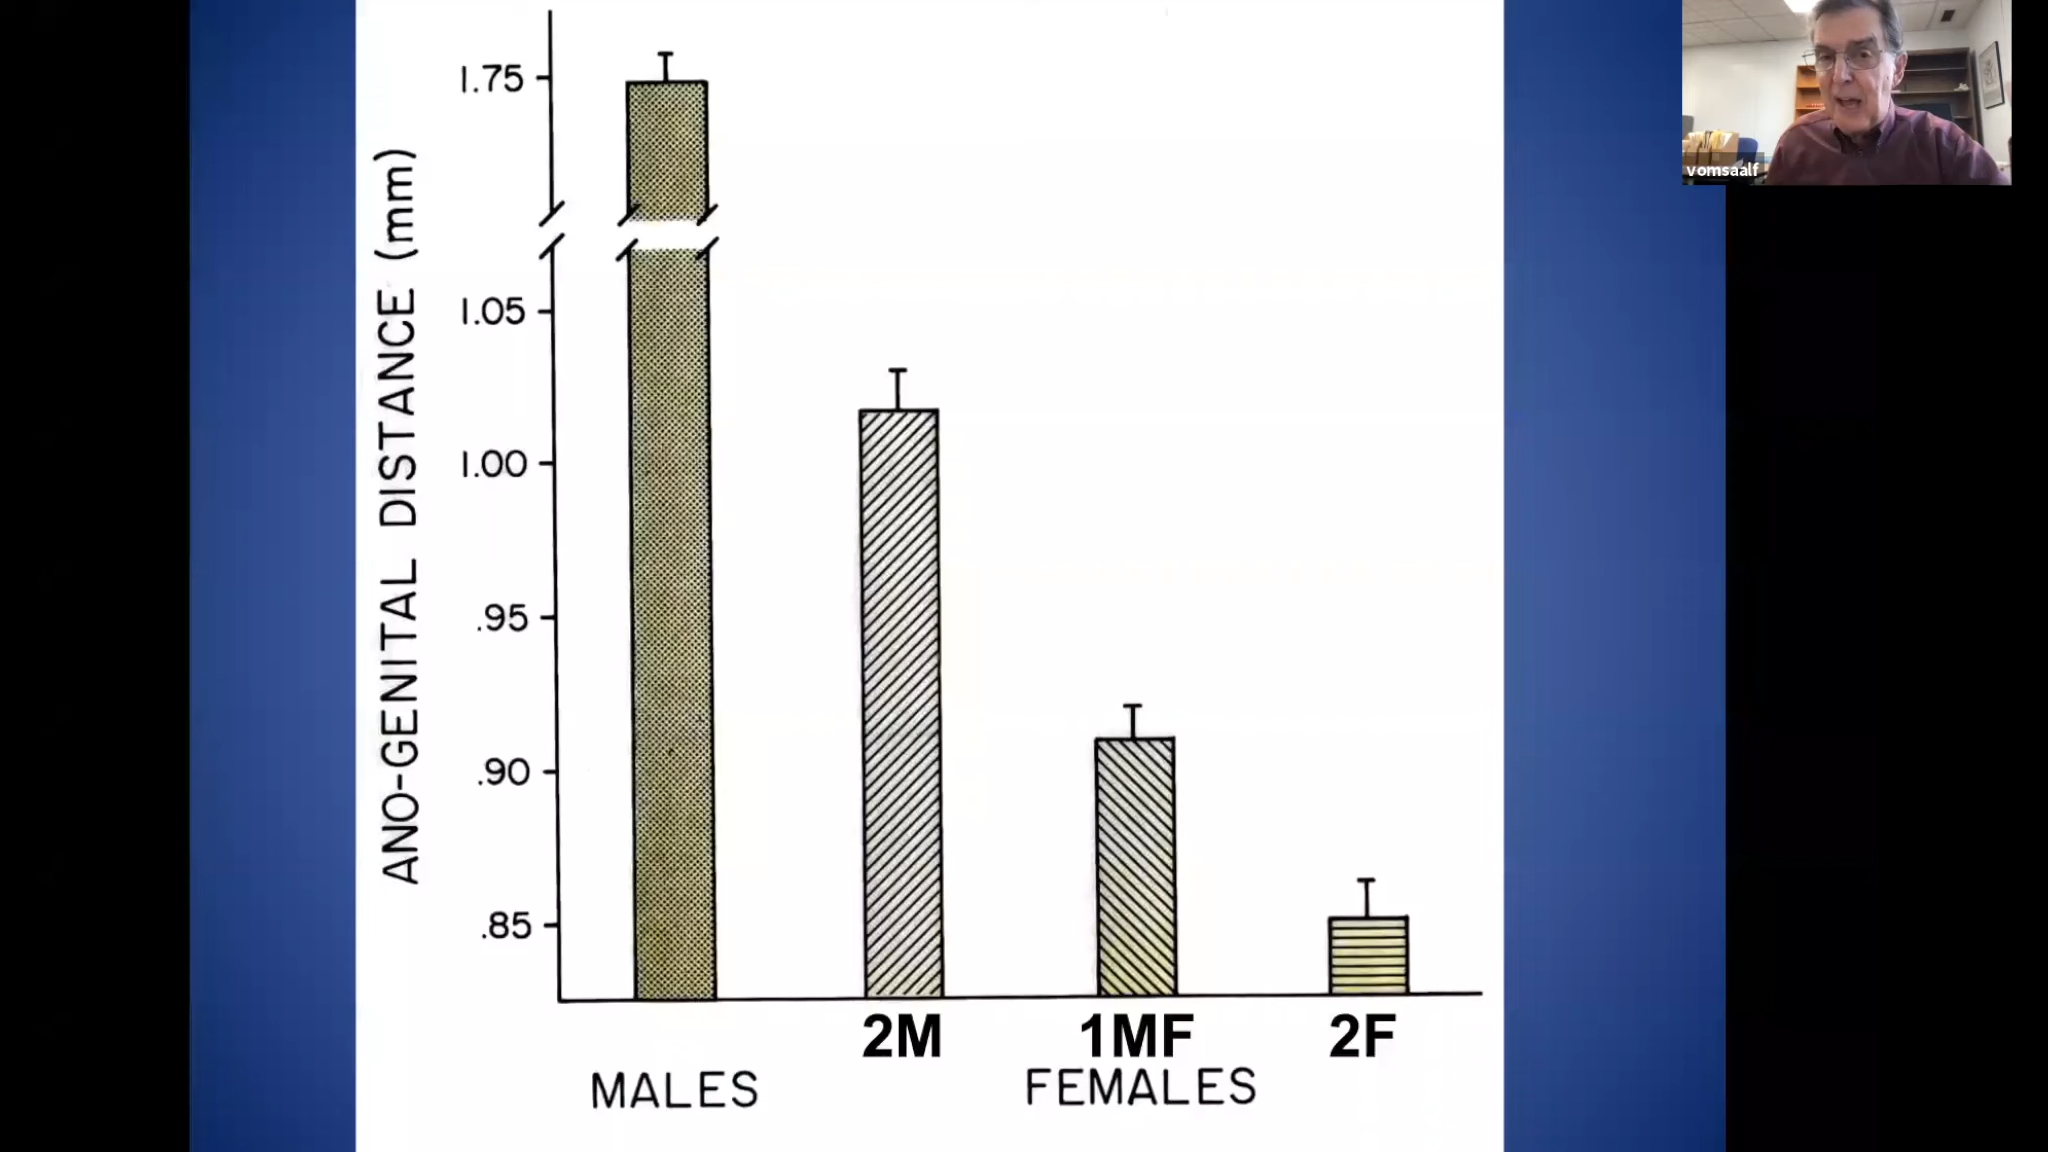 ANO-GENITAL DISTANCE (mm)
1.75
1.05
1.00
.95
.90
.85
2M 1MF 2F
MALES FEMALES
vomsaalf